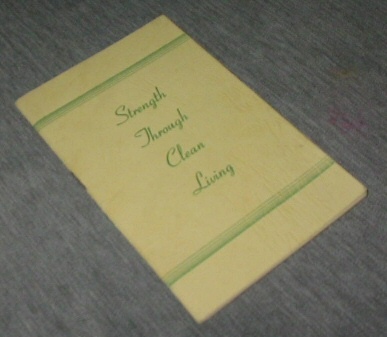 Strength
Through
Clean
Living